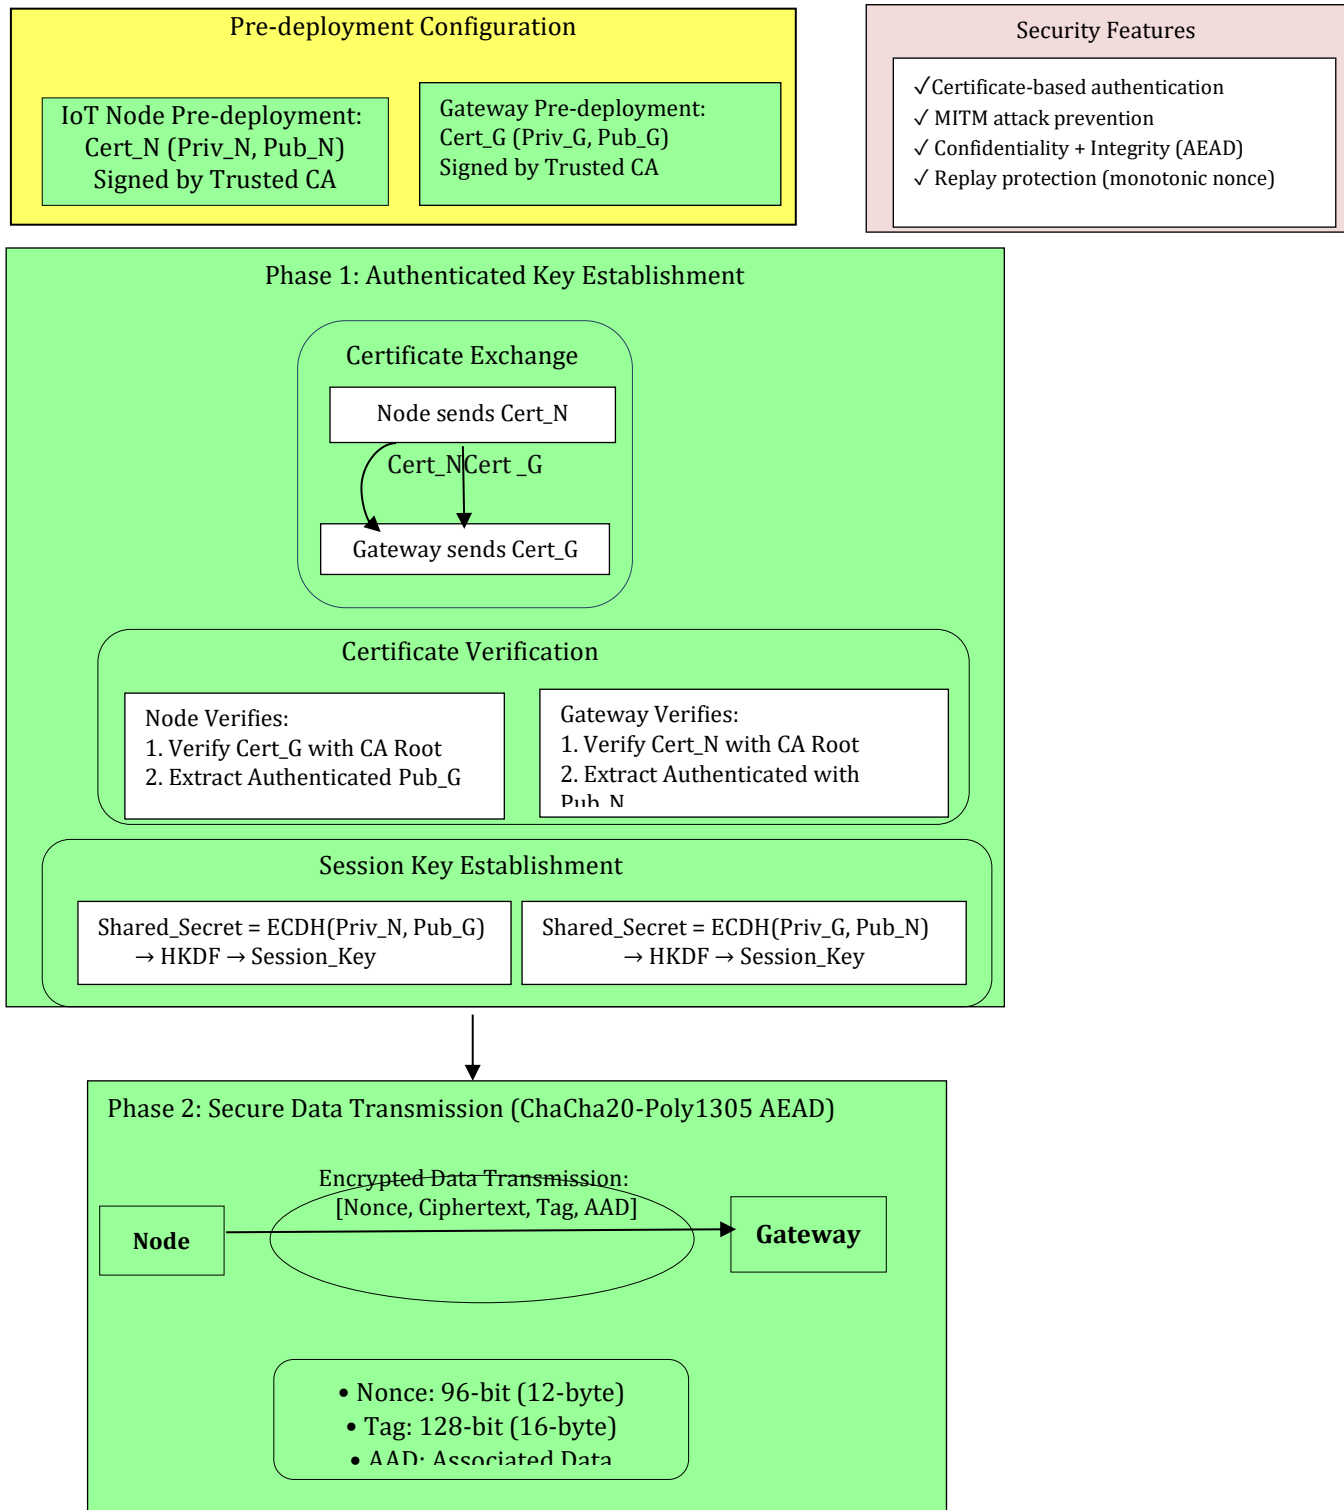 Pre-deployment Configuration
IoT Node Pre-deployment:
Cert_N (Priv_N, Pub_N)
Signed by Trusted CA
Gateway Pre-deployment:
Cert_G (Priv_G, Pub_G)
Signed by Trusted CA
Security Features
✓Certificate-based authentication
✓ MITM attack prevention
✓ Confidentiality + Integrity (AEAD)
✓ Replay protection (monotonic nonce)
Phase 1: Authenticated Key Establishment
Certificate Exchange
Node sends Cert_N
Cert_NCert _G
Gateway sends Cert_G
Certificate Verification
Node Verifies:
1. Verify Cert_G with CA Root
2. Extract Authenticated Pub_G
Gateway Verifies:
1. Verify Cert_N with CA Root
2. Extract Authenticated with
Pub_N
Session Key Establishment
Shared_Secret = ECDH(Priv_N, Pub_G)
→ HKDF → Session_Key
Shared_Secret = ECDH(Priv_G, Pub_N)
→ HKDF → Session_Key
Phase 2: Secure Data Transmission (ChaCha20-Poly1305 AEAD)
Encrypted Data Transmission:
[Nonce, Ciphertext, Tag, AAD]
Node
Gateway
• Nonce: 96-bit (12-byte)
• Tag: 128-bit (16-byte)
• AAD: Associated Data